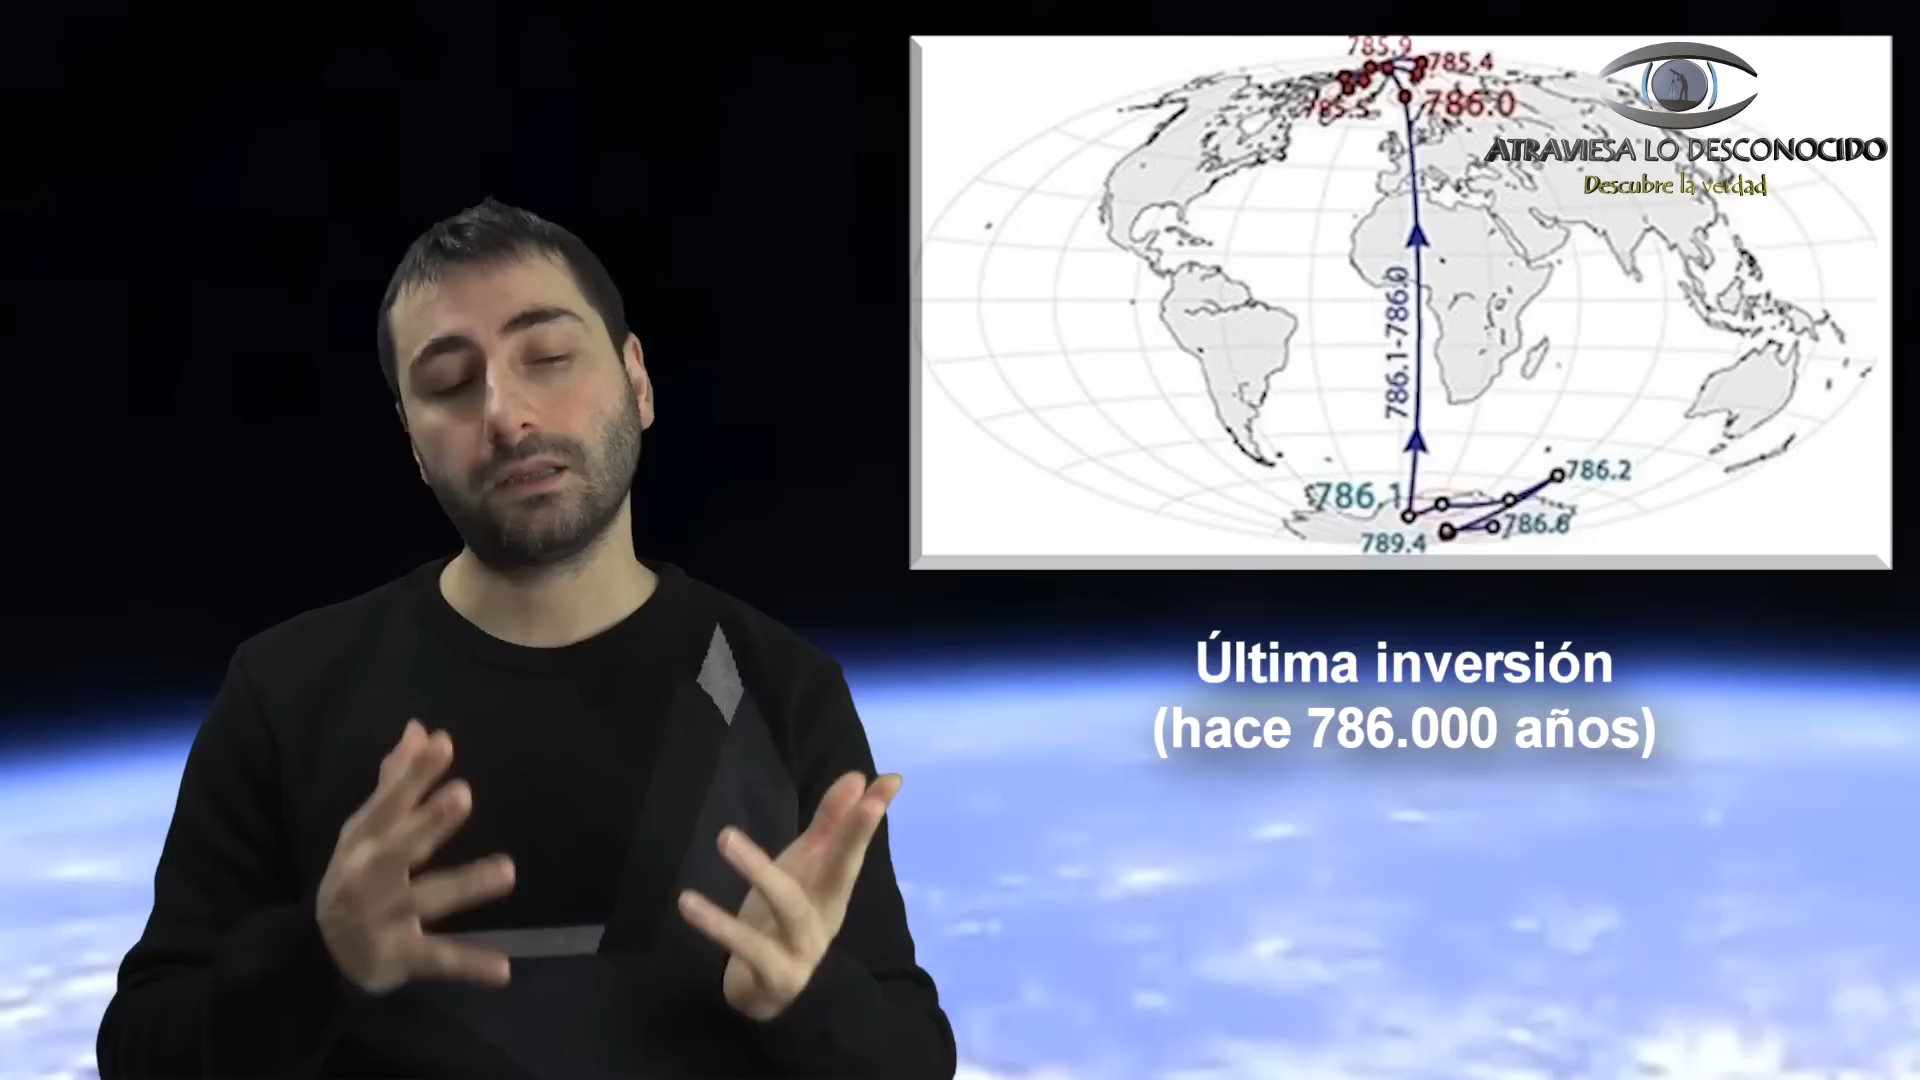 785.9
785.4
785.5
786.0
ATRAVIESA LO DESCONOCIDO
Descubre la verdad
786.1-786.0
786.2
786.1
786.8
789.4
Última inversión
(hace 786.000 años)